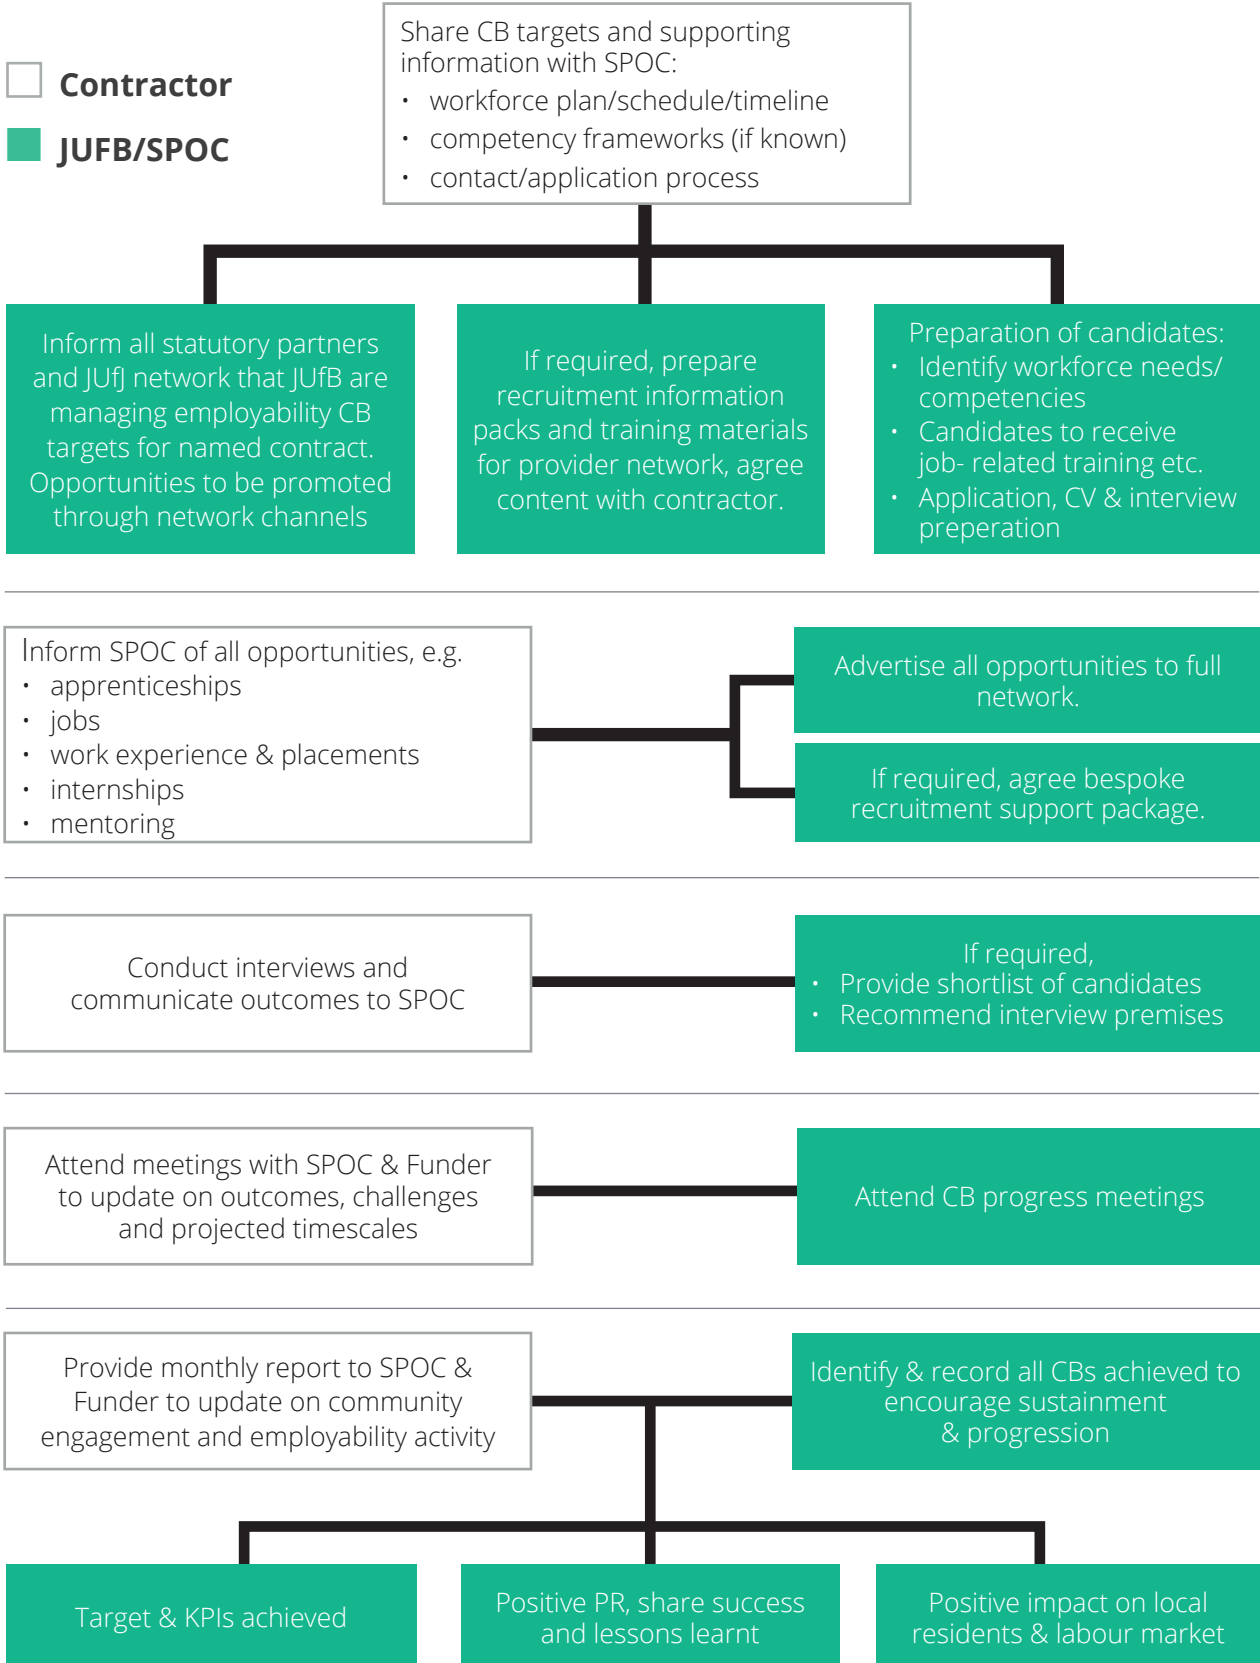 Contractor
JUFB/SPOC
Share CB targets and supporting
information with SPOC:
• workforce plan/schedule/timeline
• competency frameworks (if known)
• contact/application process
Inform all statutory partners
and JUfJ network that JUfB are
managing employability CB
targets for named contract.
Opportunities to be promoted
through network channels
If required, prepare
recruitment information
packs and training materials
for provider network, agree
content with contractor.
Preparation of candidates:
• Identify workforce needs/
competencies
• Candidates to receive
job- related training etc.
• Application, CV & interview
preperation
Inform SPOC of all opportunities, e.g.
• apprenticeships
• jobs
• work experience & placements
• internships
• mentoring
Advertise all opportunities to full
network.
If required, agree bespoke
recruitment support package.
Conduct interviews and
communicate outcomes to SPOC
If required,
• Provide shortlist of candidates
• Recommend interview premises
Attend meetings with SPOC & Funder
to update on outcomes, challenges
and projected timescales
Attend CB progress meetings
Provide monthly report to SPOC &
Funder to update on community
engagement and employability activity
Identify & record all CBs achieved to
encourage sustainment
& progression
Target & KPIs achieved
Positive PR, share success
and lessons learnt
Positive impact on local
residents & labour market